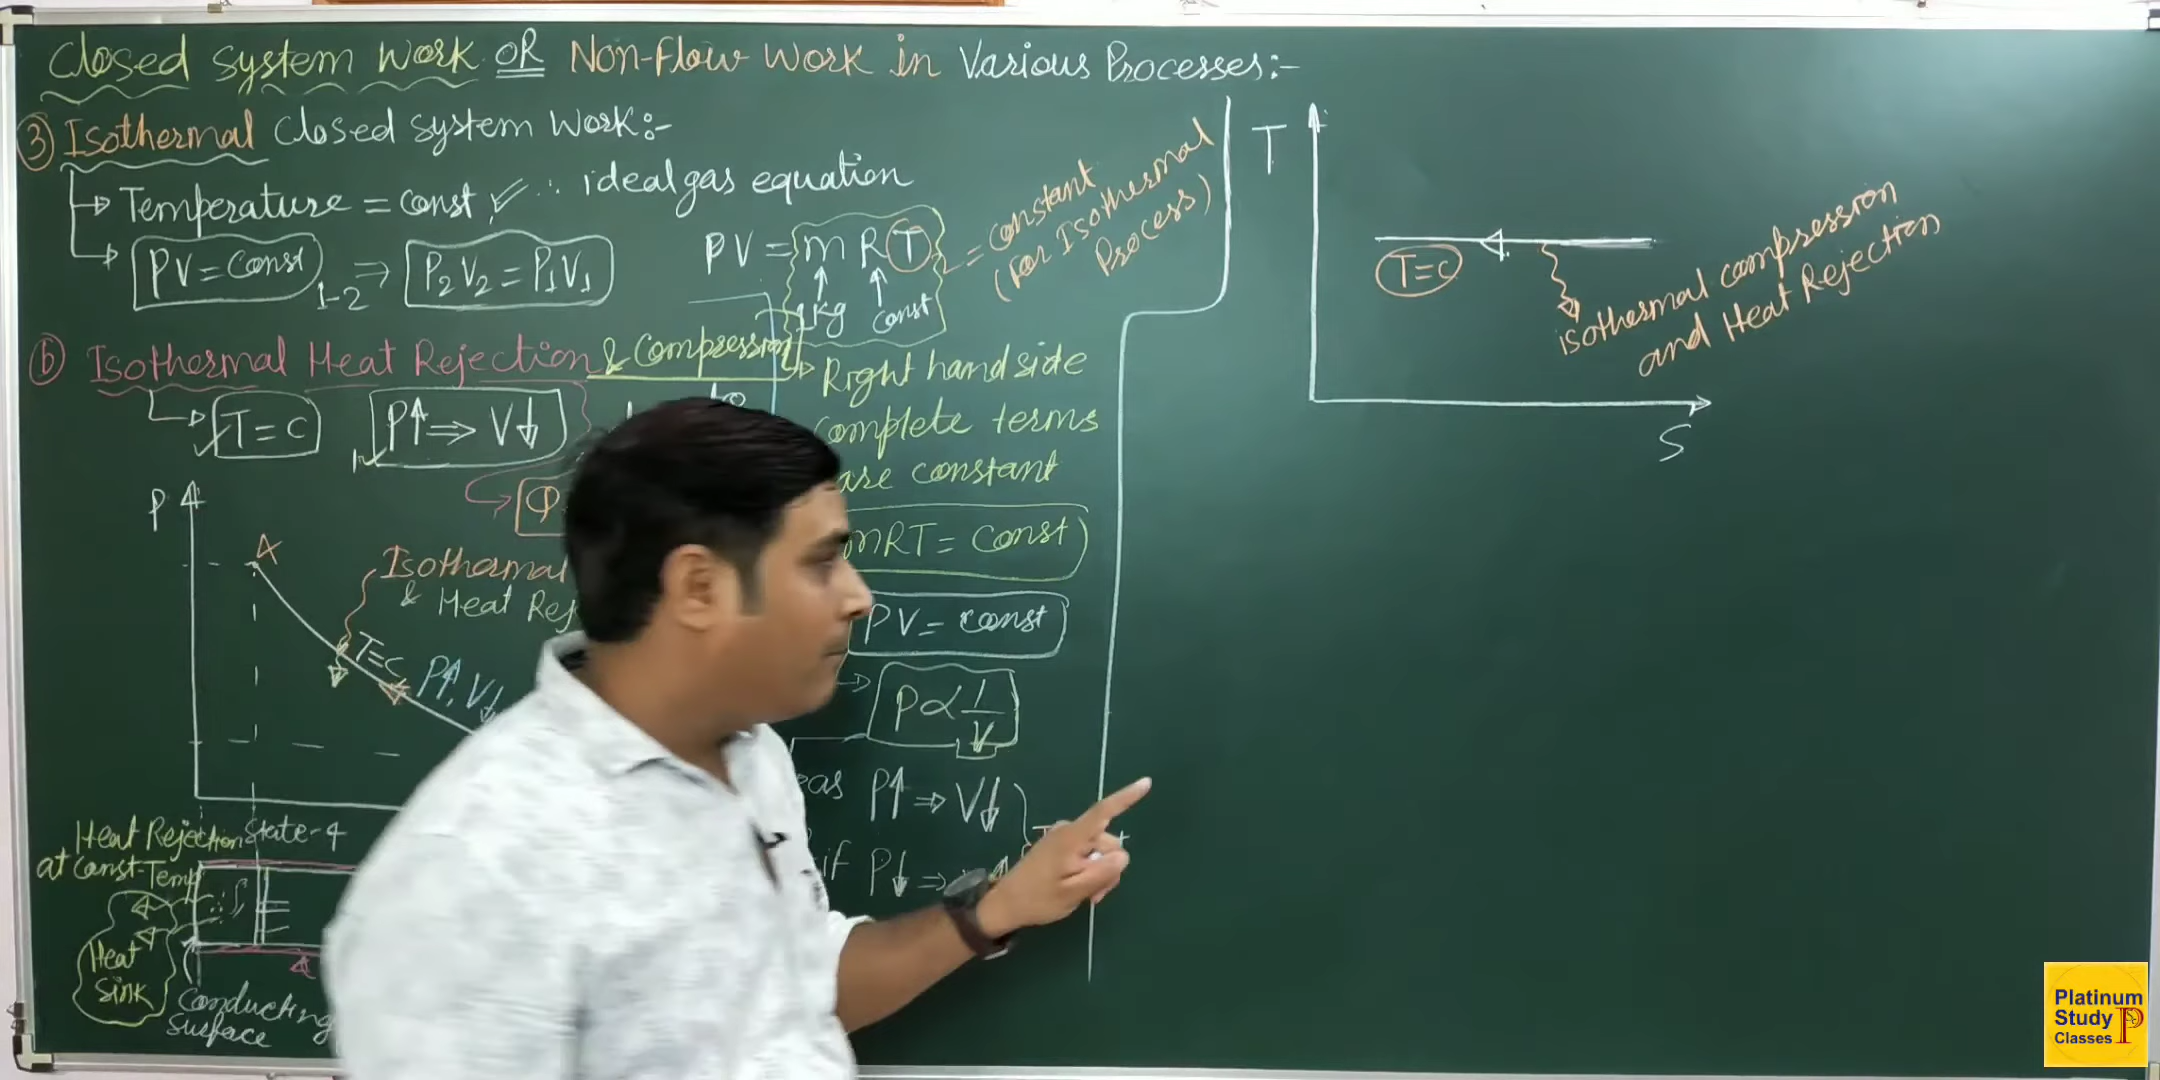 Closed System Work OR Non-Flow Work in Various Processes:-
③ Isothermal Closed System Work:-
→ Temperature = Const ✓
∴ ideal gas equation
→ PV = Const
1-2 ⇒ P₂V₂ = P₁V₁
PV = mRT
= constant
(For Isothermal
Process)
1kg
Const
ⓑ Isothermal Heat Rejection & Compression
→ Right hand side
Complete terms
are constant
→ T = C
P↑ ⇒ V↓
mRT = Const
PV = const
→ P ∝ 1/V
P↑ ⇒ V↓
if P↓ ⇒
P
A
Isothermal
& Heat Rej
T=C
P↑, V↓
Heat Rejection
at Const-Temp
State-4
Heat
Sink
Conducting
Surface
T
T=C
isothermal compression
and Heat Rejection
S
Platinum
Study
Classes